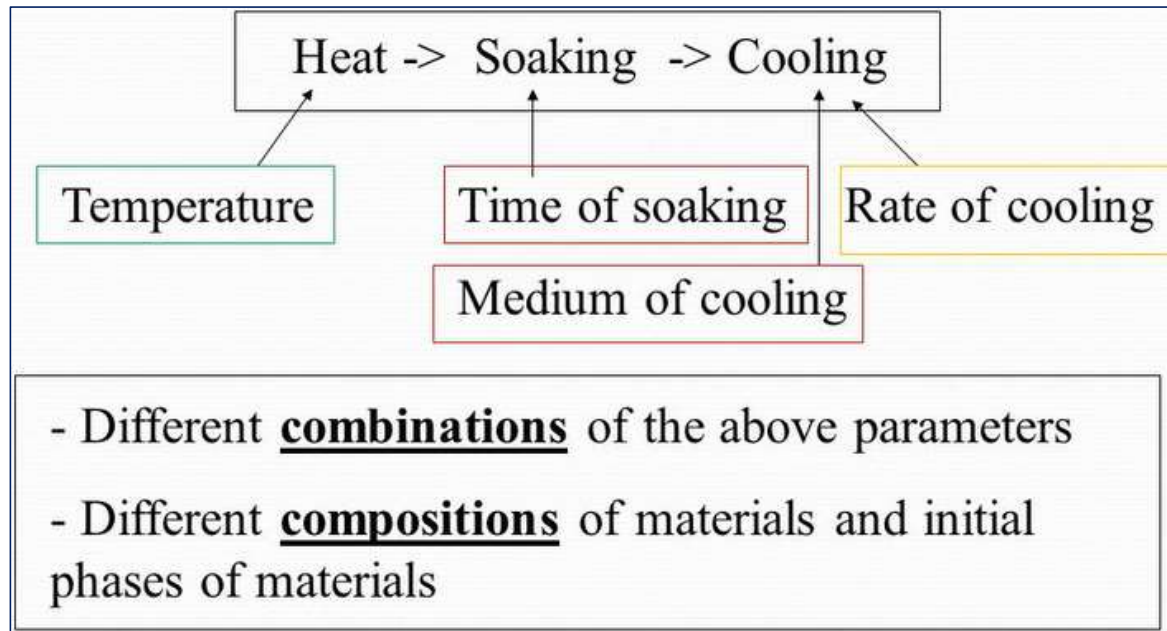 Heat -> Soaking -> Cooling
Temperature
Time of soaking
Rate of cooling
Medium of cooling
- Different combinations of the above parameters
- Different compositions of materials and initial
phases of materials